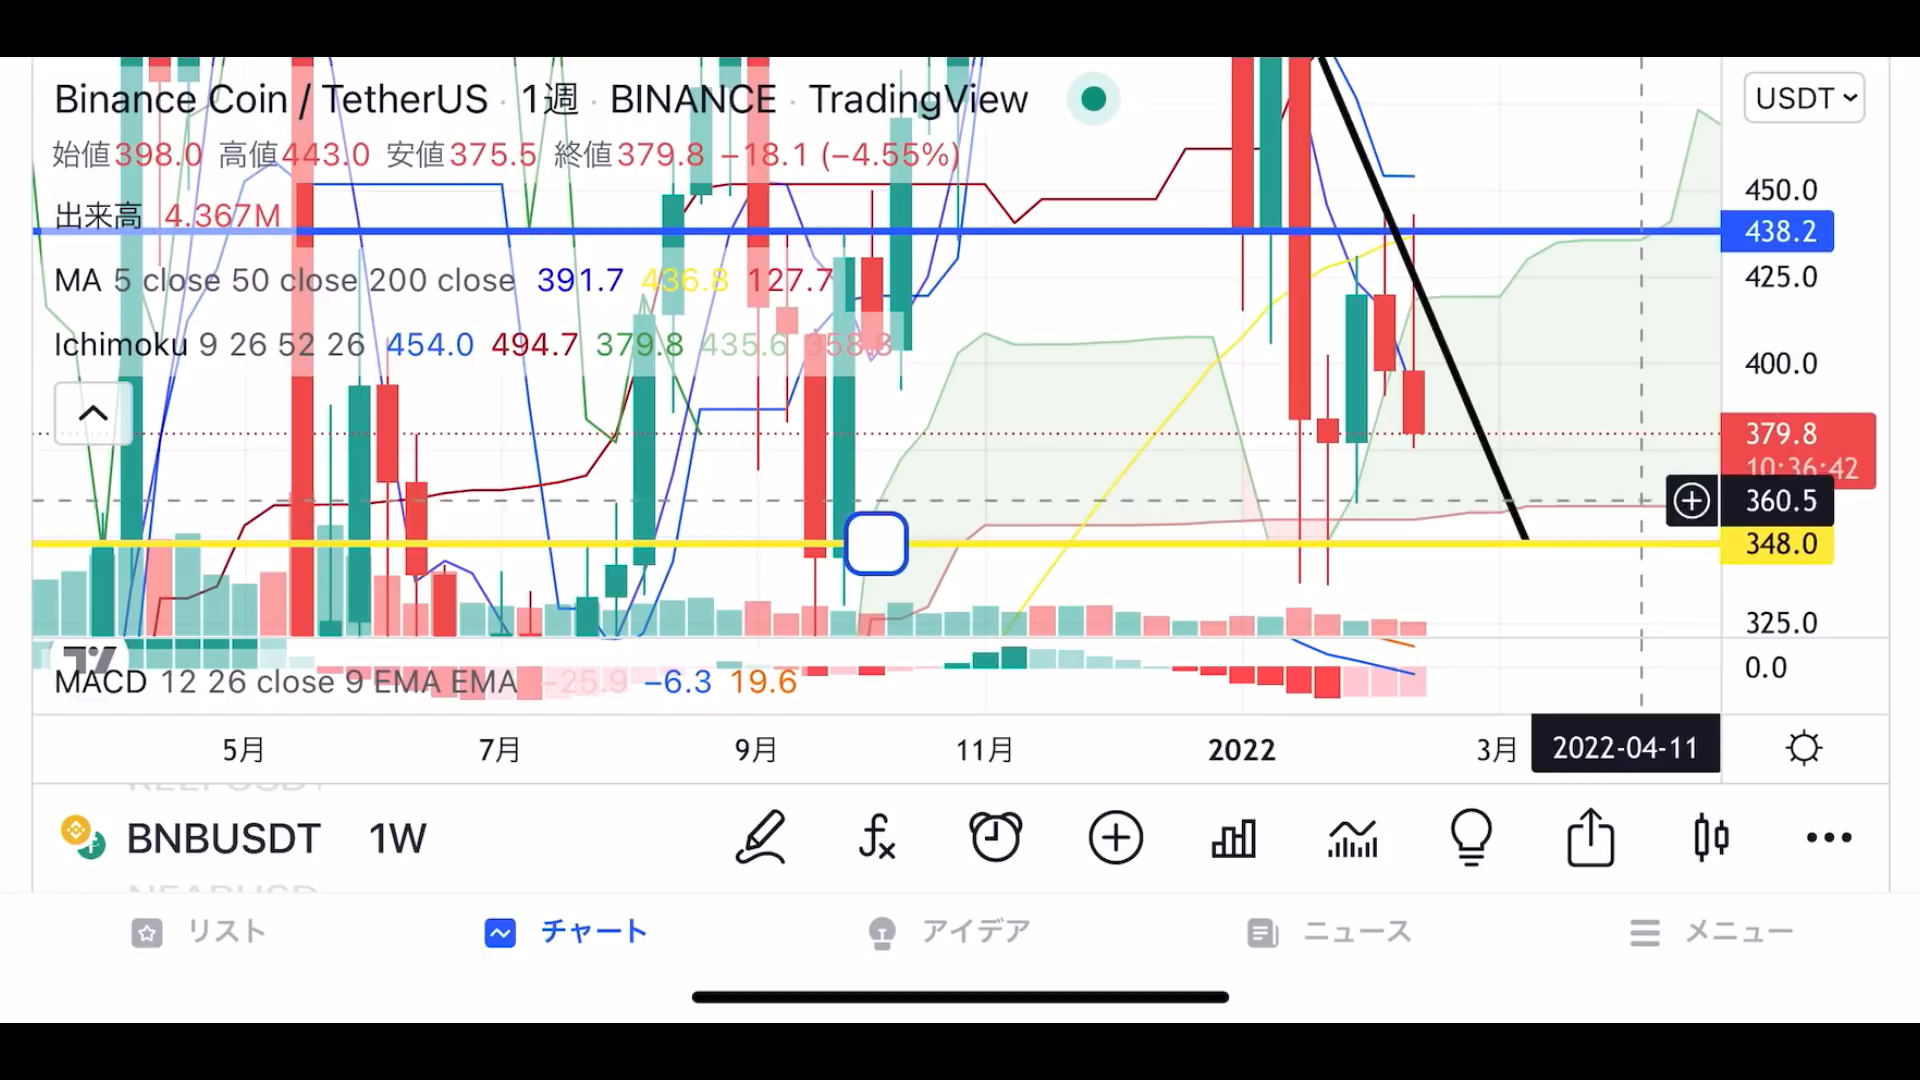 Binance Coin / TetherUS · 1週 · BINANCE · TradingView
USDT
始値398.0 高値443.0 安値375.5 終値379.8 −18.1 (−4.55%)
450.0
出来高 4.367M
438.2
MA 5 close 50 close 200 close 391.7 436.8 127.7
425.0
Ichimoku 9 26 52 26 454.0 494.7 379.8 435.6 358.8
400.0
379.8
10:36:42
360.5
348.0
325.0
0.0
MACD 12 26 close 9 EMA EMA −25.9 −6.3 19.6
5月 7月 9月 11月 2022 3月 2022-04-11
BNBUSDT 1W
リスト チャート アイデア ニュース メニュー